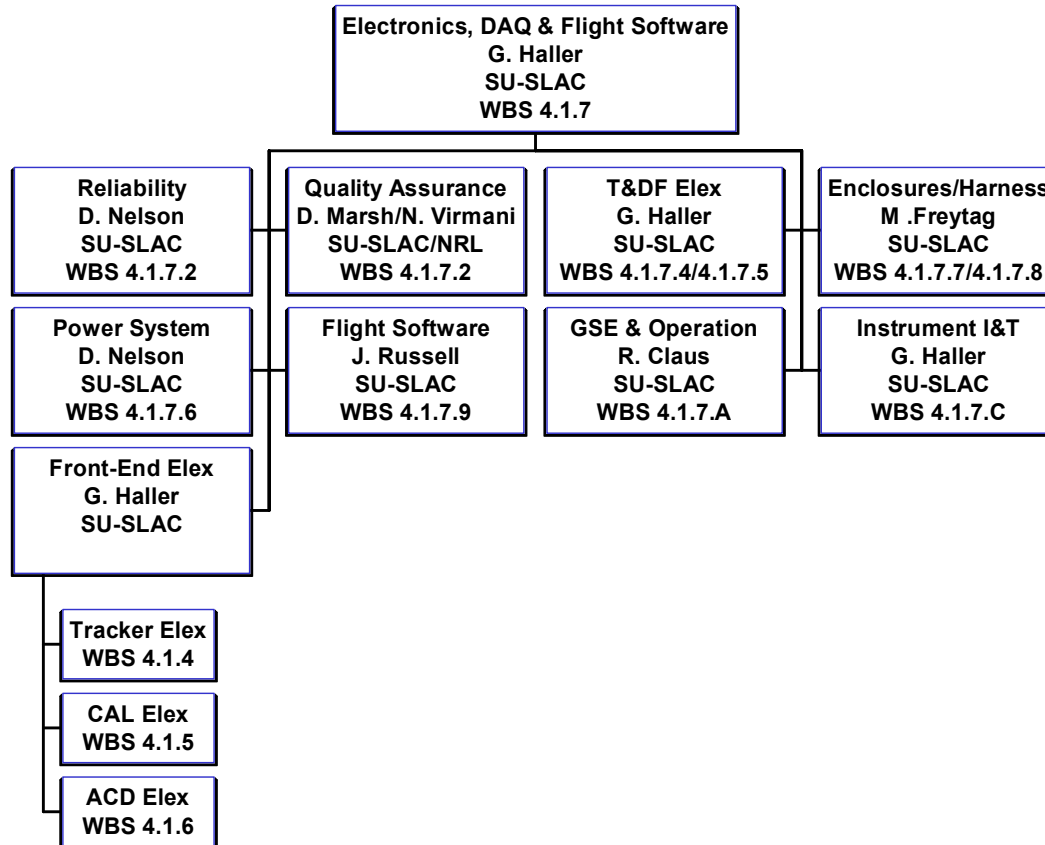 Electronics, DAQ & Flight Software
G. Haller
SU-SLAC
WBS 4.1.7
Reliability
D. Nelson
SU-SLAC
WBS 4.1.7.2
Quality Assurance
D. Marsh/N. Virmani
SU-SLAC/NRL
WBS 4.1.7.2
T&DF Elex
G. Haller
SU-SLAC
WBS 4.1.7.4/4.1.7.5
Enclosures/Harness
M .Freytag
SU-SLAC
WBS 4.1.7.7/4.1.7.8
Power System
D. Nelson
SU-SLAC
WBS 4.1.7.6
Flight Software
J. Russell
SU-SLAC
WBS 4.1.7.9
GSE & Operation
R. Claus
SU-SLAC
WBS 4.1.7.A
Instrument I&T
G. Haller
SU-SLAC
WBS 4.1.7.C
Front-End Elex
G. Haller
SU-SLAC
Tracker Elex
WBS 4.1.4
CAL Elex
WBS 4.1.5
ACD Elex
WBS 4.1.6